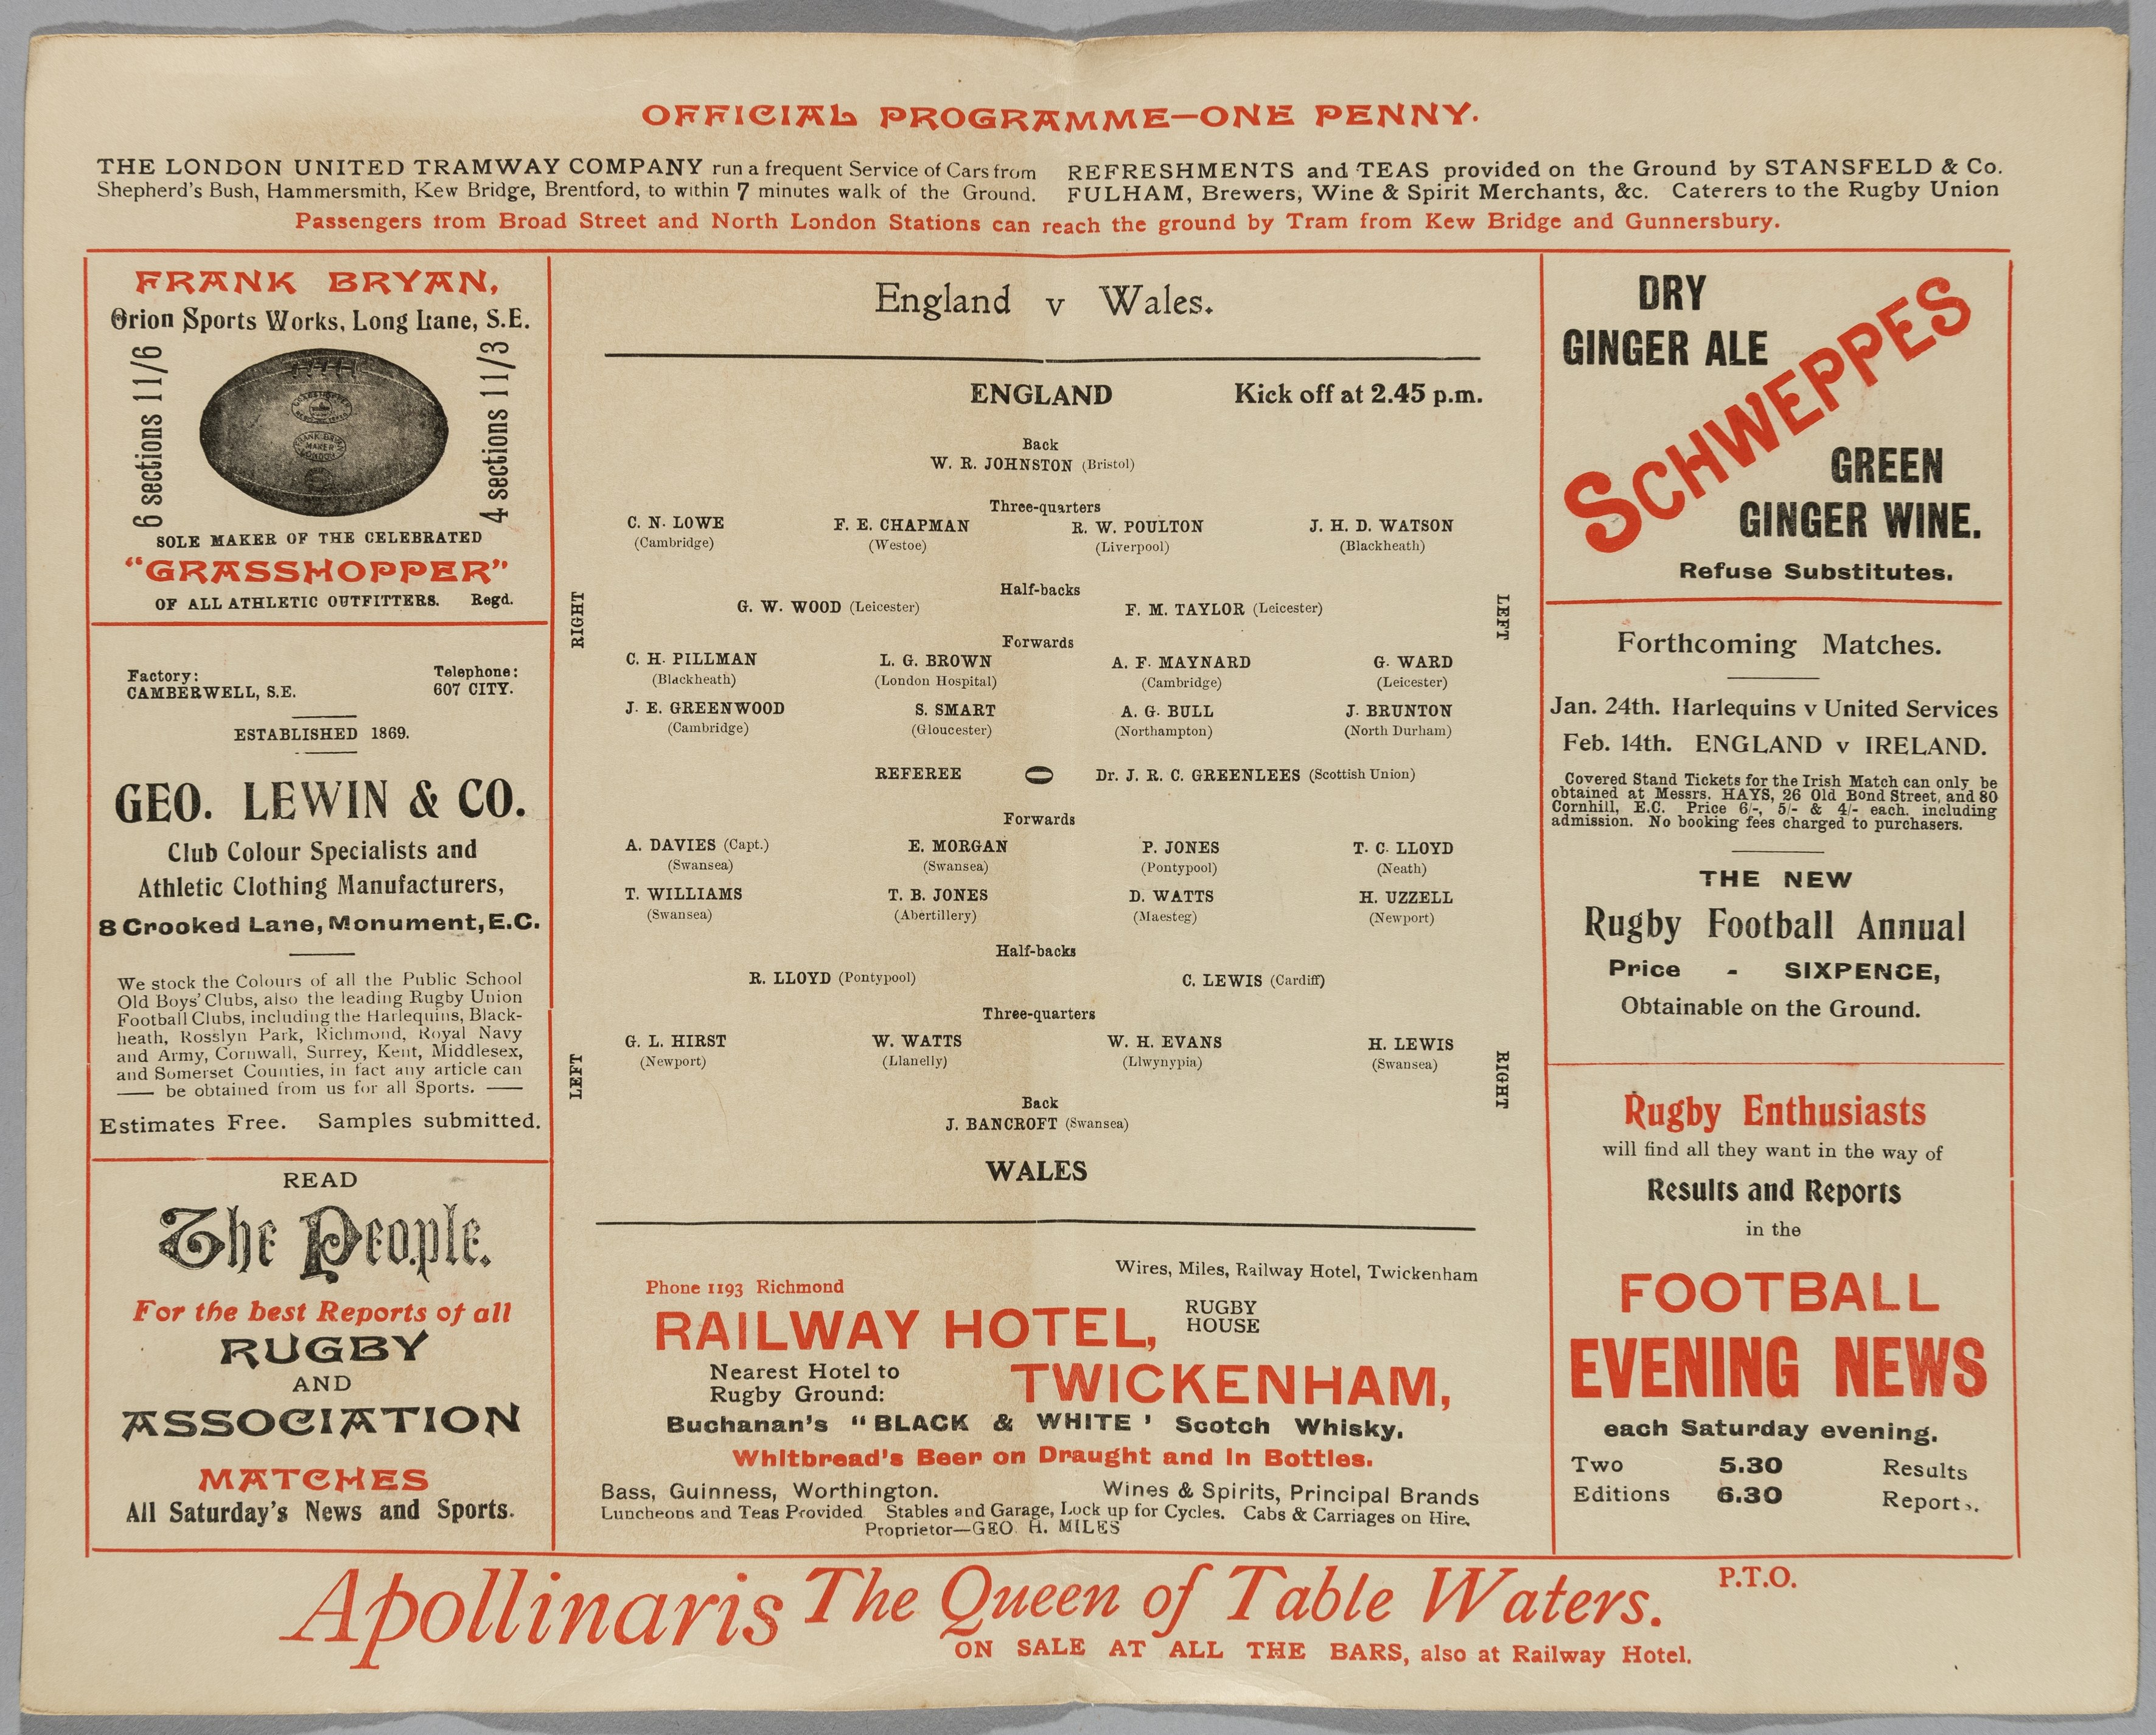 OFFICIAL PROGRAMME—ONE PENNY.
THE LONDON UNITED TRAMWAY COMPANY run a frequent Service of Cars from
Shepherd's Bush, Hammersmith, Kew Bridge, Brentford, to within 7 minutes walk of the Ground.
REFRESHMENTS and TEAS provided on the Ground by STANSFELD & Co.
FULHAM, Brewers, Wine & Spirit Merchants, &c. Caterers to the Rugby Union
Passengers from Broad Street and North London Stations can reach the ground by Tram from Kew Bridge and Gunnersbury.
FRANK BRYAN,
Orion Sports Works, Long Lane, S.E.
6 sections 11/6
4 sections 11/3
FRANK BRYAN
MAKER
LONDON
SOLE MAKER OF THE CELEBRATED
"GRASSHOPPER"
OF ALL ATHLETIC OUTFITTERS. Regd.
Factory:
CAMBERWELL, S.E.
Telephone:
607 CITY.
ESTABLISHED 1869.
GEO. LEWIN & CO.
Club Colour Specialists and
Athletic Clothing Manufacturers,
8 Crooked Lane, Monument, E.C.
We stock the Colours of all the Public School
Old Boys' Clubs, also the leading Rugby Union
Football Clubs, including the Harlequins, Black-
heath, Rosslyn Park, Richmond, Royal Navy
and Army, Cornwall, Surrey, Kent, Middlesex,
and Somerset Counties, in fact any article can
— be obtained from us for all Sports. —
Estimates Free. Samples submitted.
READ
The People.
For the best Reports of all
RUGBY
AND
ASSOCIATION
MATCHES
All Saturday's News and Sports.
England v Wales.
ENGLAND Kick off at 2.45 p.m.
Back
W. R. JOHNSTON (Bristol)
Three-quarters
C. N. LOWE F. E. CHAPMAN R. W. POULTON J. H. D. WATSON
(Cambridge) (Westoe) (Liverpool) (Blackheath)
RIGHT
LEFT
Half-backs
G. W. WOOD (Leicester) F. M. TAYLOR (Leicester)
Forwards
C. H. PILLMAN L. G. BROWN A. F. MAYNARD G. WARD
(Blackheath) (London Hospital) (Cambridge) (Leicester)
J. E. GREENWOOD S. SMART A. G. BULL J. BRUNTON
(Cambridge) (Gloucester) (Northampton) (North Durham)
REFEREE 0 Dr. J. R. C. GREENLEES (Scottish Union)
Forwards
A. DAVIES (Capt.) E. MORGAN P. JONES T. C. LLOYD
(Swansea) (Swansea) (Pontypool) (Neath)
T. WILLIAMS T. B. JONES D. WATTS H. UZZELL
(Swansea) (Abertillery) (Maesteg) (Newport)
Half-backs
R. LLOYD (Pontypool) C. LEWIS (Cardiff)
Three-quarters
G. L. HIRST W. WATTS W. H. EVANS H. LEWIS
(Newport) (Llanelly) (Llwynypia) (Swansea)
LEFT
RIGHT
Back
J. BANCROFT (Swansea)
WALES
Wires, Miles, Railway Hotel, Twickenham
Phone 1193 Richmond
RAILWAY HOTEL, RUGBY HOUSE
Nearest Hotel to
Rugby Ground:
TWICKENHAM,
Buchanan's "BLACK & WHITE' Scotch Whisky.
Whitbread's Beer on Draught and in Bottles.
Bass, Guinness, Worthington. Wines & Spirits, Principal Brands
Luncheons and Teas Provided. Stables and Garage, Lock up for Cycles. Cabs & Carriages on Hire.
Proprietor—GEO. H. MILES
DRY
GINGER ALE
SCHWEPPES
GREEN
GINGER WINE.
Refuse Substitutes.
Forthcoming Matches.
Jan. 24th. Harlequins v United Services
Feb. 14th. ENGLAND v IRELAND.
Covered Stand Tickets for the Irish Match can only be
obtained at Messrs. HAYS, 26 Old Bond Street, and 80
Cornhill, E.C. Price 6/-, 5/- & 4/- each. including
admission. No booking fees charged to purchasers.
THE NEW
Rugby Football Annual
Price - SIXPENCE,
Obtainable on the Ground.
Rugby Enthusiasts
will find all they want in the way of
Results and Reports
in the
FOOTBALL
EVENING NEWS
each Saturday evening.
Two 5.30 Results
Editions 6.30 Reports.
Apollinaris The Queen of Table Waters.
P.T.O.
ON SALE AT ALL THE BARS, also at Railway Hotel.